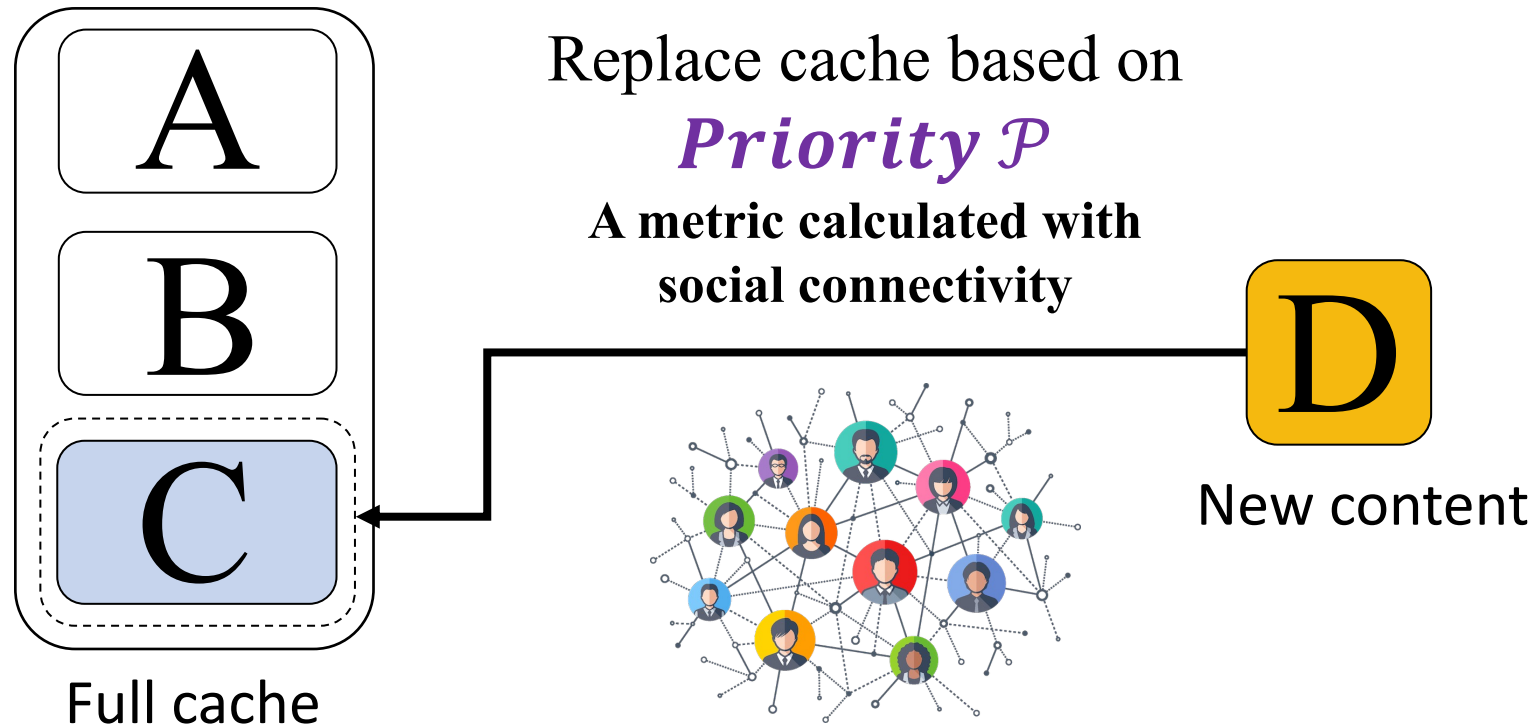 A
B
C
Full cache
Replace cache based on
Priority 𝒫
A metric calculated with
social connectivity
D
New content